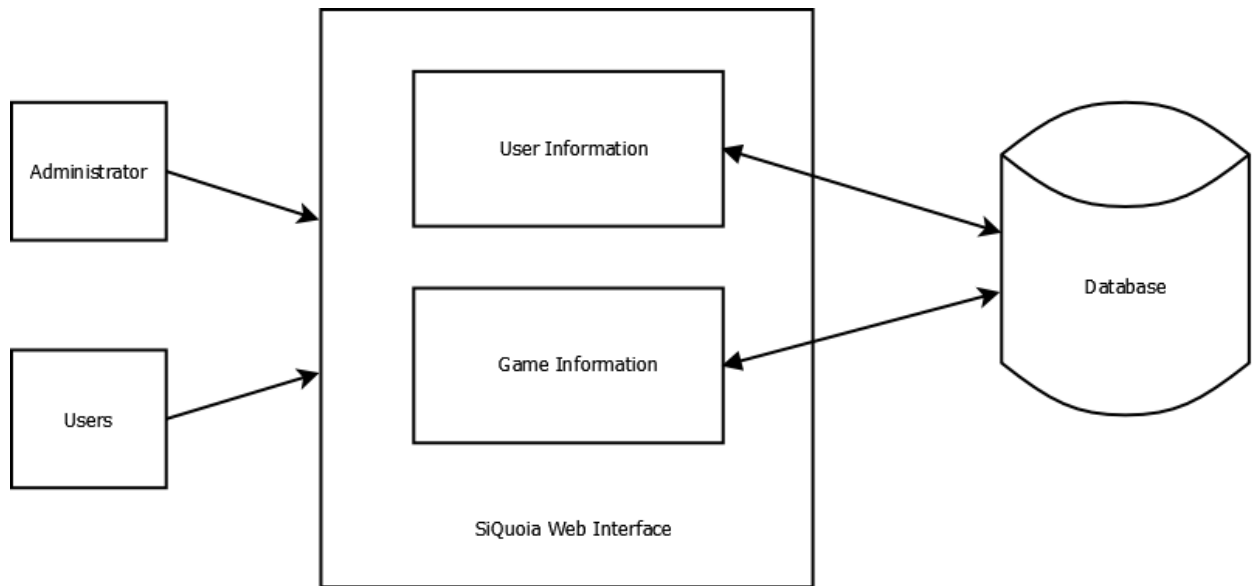 Administrator
Users
User Information
Game Information
SiQuoia Web Interface
Database